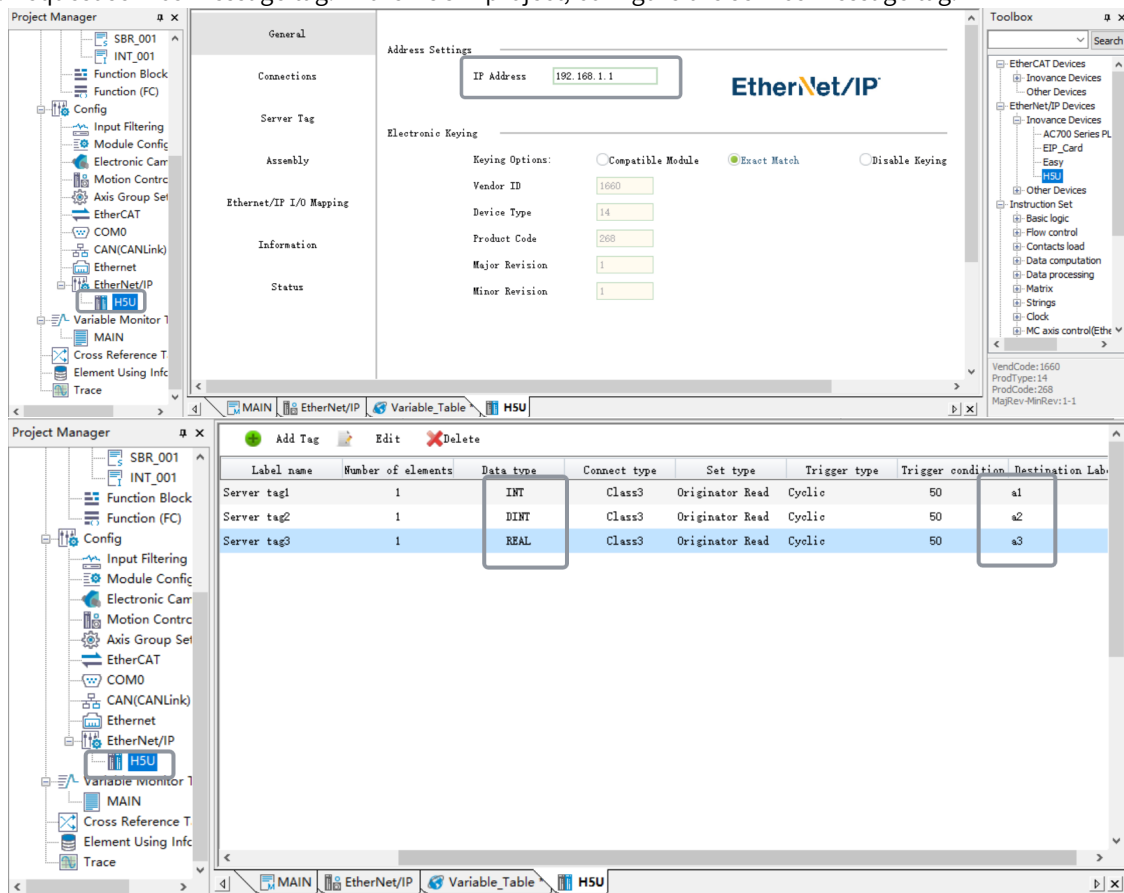 Project Manager
SBR_001
INT_001
Function Block
Function (FC)
Config
Input Filtering
Module Config
Electronic Cam
Motion Contrc
Axis Group Set
EtherCAT
COM0
CAN(CANLink)
Ethernet
EtherNet/IP
H5U
Variable Monitor T
MAIN
Cross Reference T
Element Using Infc
Trace
General
Connections
Server Tag
Assembly
Ethernet/IP I/O Mapping
Information
Status
Address Settings
IP Address 192.168.1.1
EtherNet/IP
Electronic Keying
Keying Options: Compatible Module Exact Match Disable Keying
Vendor ID 1660
Device Type 14
Product Code 268
Major Revision 1
Minor Revision 1
MAIN EtherNet/IP Variable_Table * H5U
Toolbox
Search
EtherCAT Devices
Inovance Devices
Other Devices
EtherNet/IP Devices
Inovance Devices
AC700 Series PL
EIP_Card
Easy
H5U
Other Devices
Instruction Set
Basic logic
Flow control
Contacts load
Data computation
Data processing
Matrix
Strings
Clock
MC axis control(Ethe
VendCode:1660
ProdType:14
ProdCode:268
MajRev-MinRev:1-1
Project Manager
SBR_001
INT_001
Function Block
Function (FC)
Config
Input Filtering
Module Config
Electronic Cam
Motion Contrc
Axis Group Set
EtherCAT
COM0
CAN(CANLink)
Ethernet
EtherNet/IP
H5U
Variable Monitor T
MAIN
Cross Reference T
Element Using Infc
Trace
Add Tag Edit Delete
Label name Number of elements Data type Connect type Set type Trigger type Trigger condition Destination Lab
Server tag1 1 INT Class3 Originator Read Cyclic 50 a1
Server tag2 1 DINT Class3 Originator Read Cyclic 50 a2
Server tag3 1 REAL Class3 Originator Read Cyclic 50 a3
MAIN EtherNet/IP Variable_Table * H5U